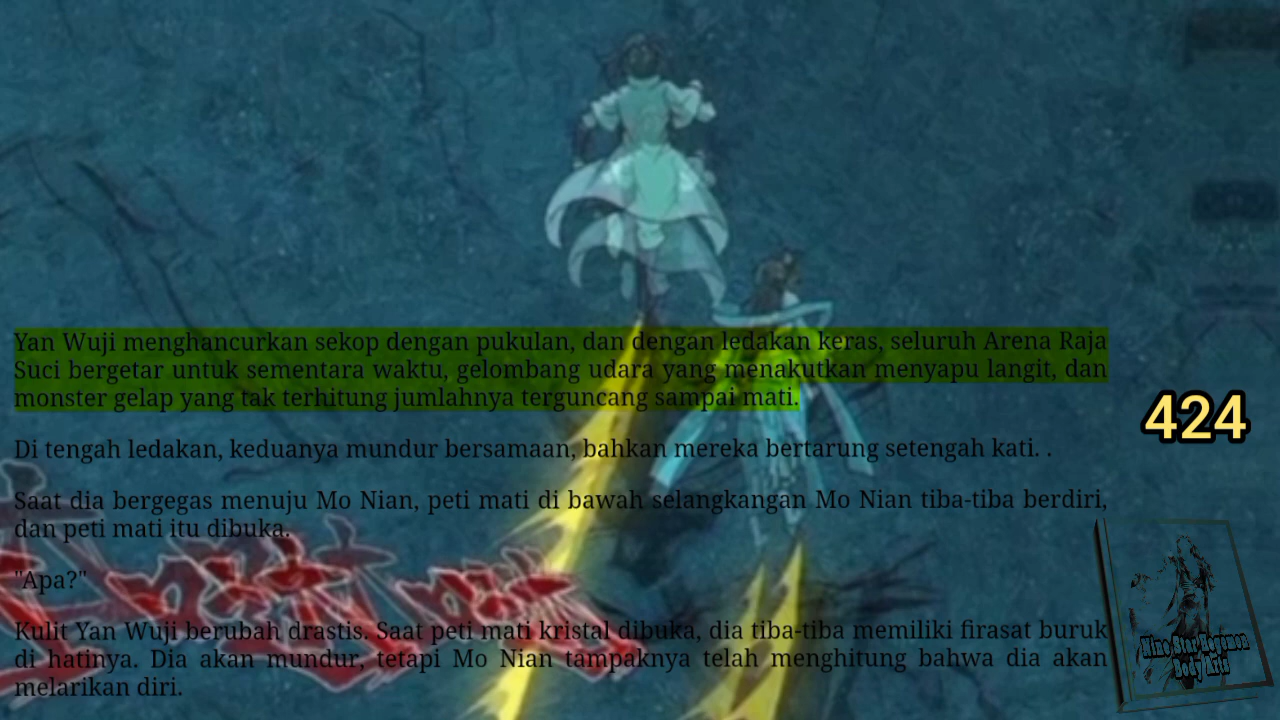 Yan Wuji menghancurkan sekop dengan pukulan, dan dengan ledakan keras, seluruh Arena Raja
Suci bergetar untuk sementara waktu, gelombang udara yang menakutkan menyapu langit, dan
monster gelap yang tak terhitung jumlahnya terguncang sampai mati.
Di tengah ledakan, keduanya mundur bersamaan, bahkan mereka bertarung setengah kati. .
Saat dia bergegas menuju Mo Nian, peti mati di bawah selangkangan Mo Nian tiba-tiba berdiri,
dan peti mati itu dibuka.
"Apa?"
Kulit Yan Wuji berubah drastis. Saat peti mati kristal dibuka, dia tiba-tiba memiliki firasat buruk
di hatinya. Dia akan mundur, tetapi Mo Nian tampaknya telah menghitung bahwa dia akan
melarikan diri.
424
Nine Star Hegemon
Body Arts